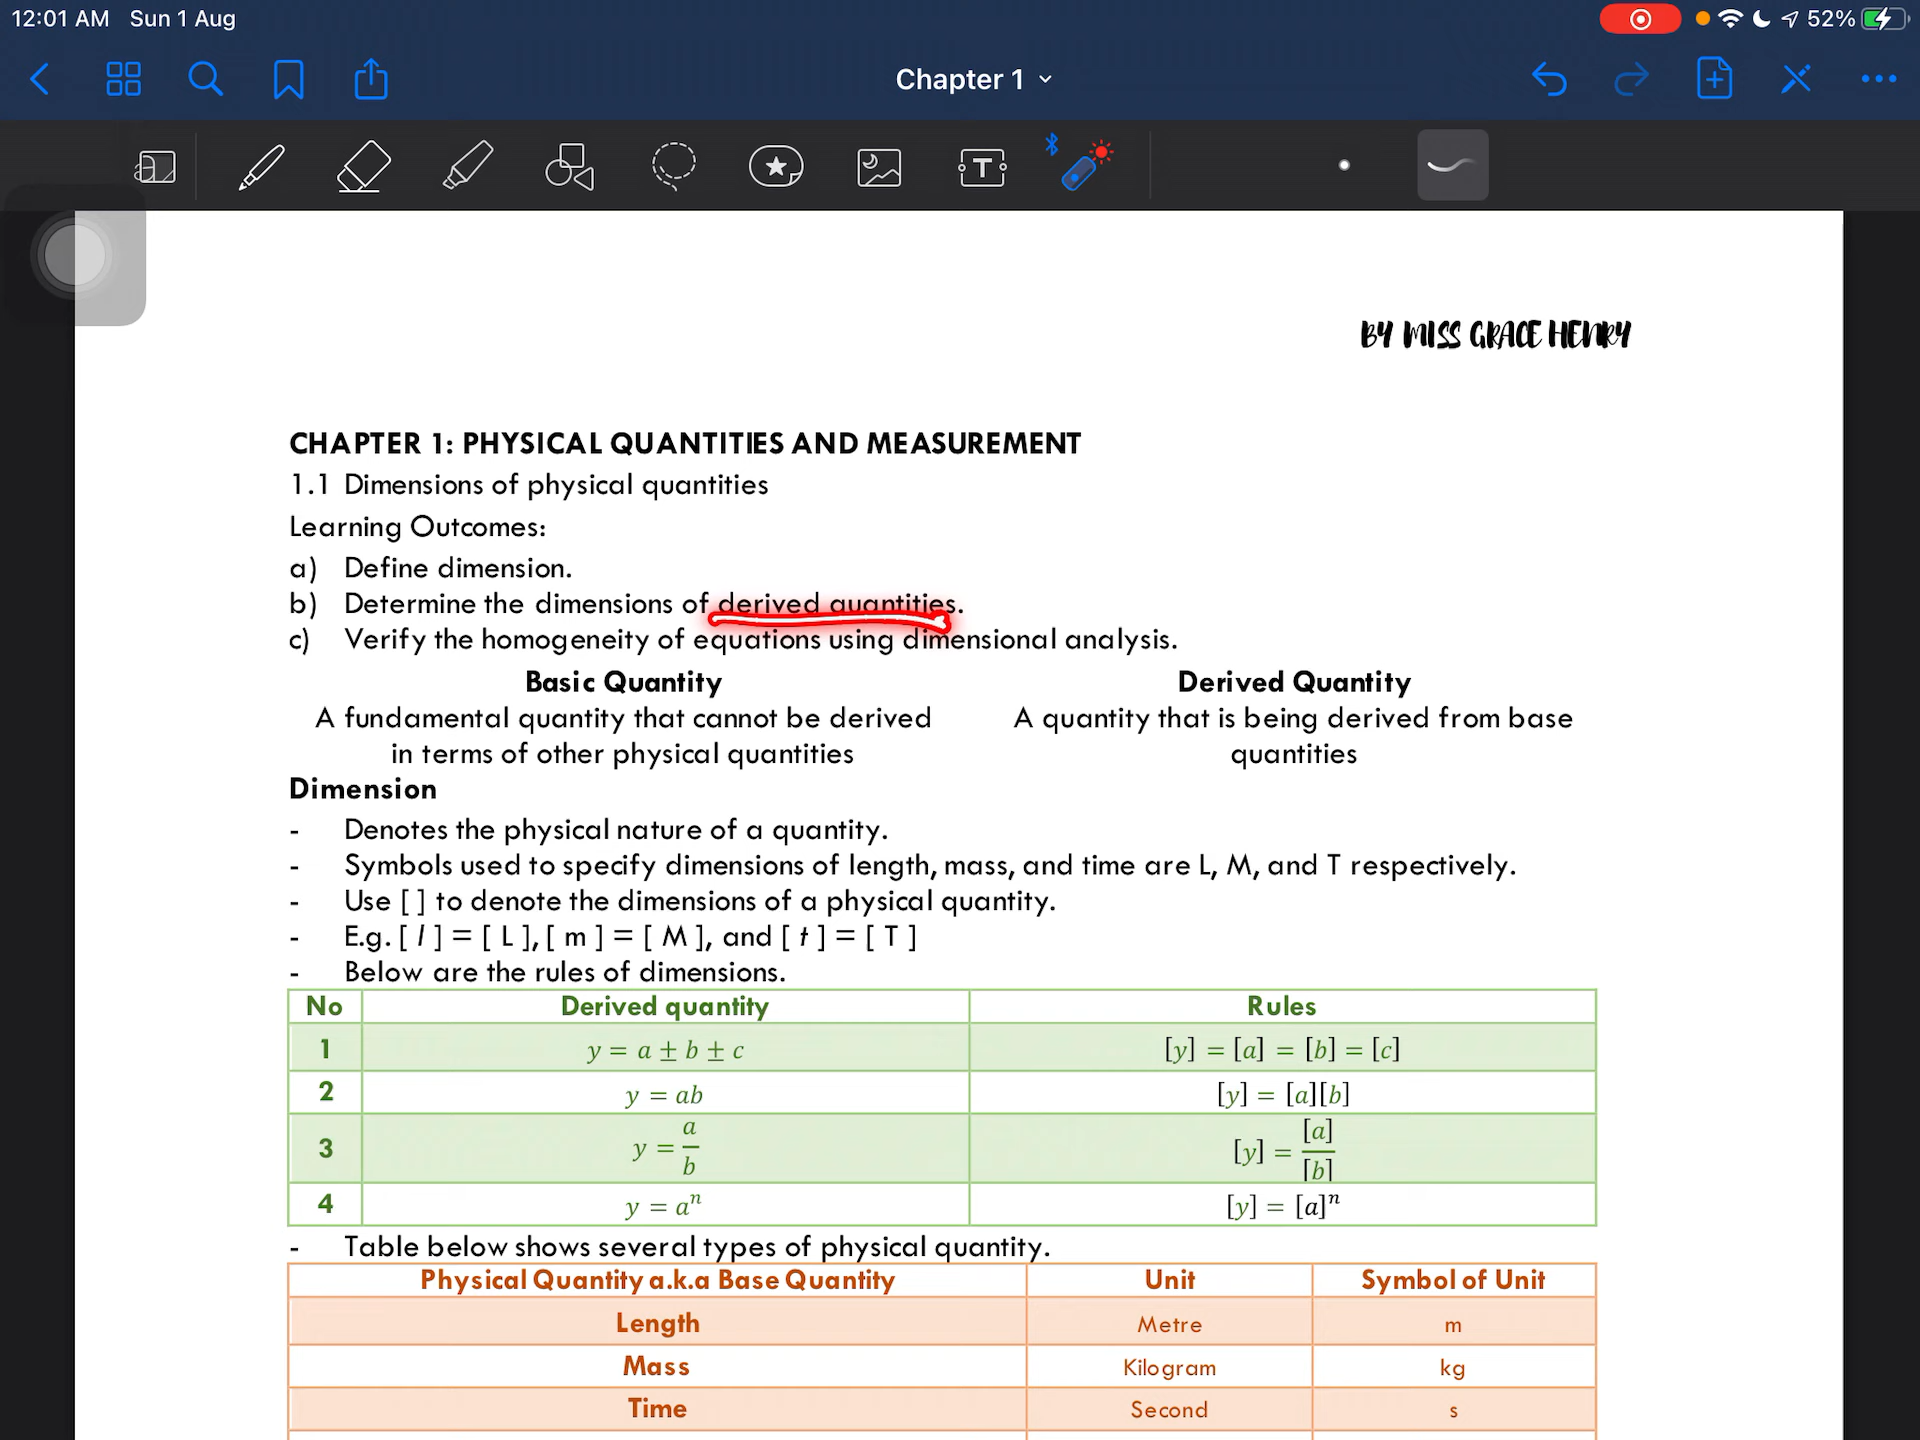 12:01 AM Sun 1 Aug
52%
Chapter 1
T
BY MISS GRACE HENRY
CHAPTER 1: PHYSICAL QUANTITIES AND MEASUREMENT
1.1 Dimensions of physical quantities
Learning Outcomes:
a) Define dimension.
b) Determine the dimensions of derived quantities.
c) Verify the homogeneity of equations using dimensional analysis.
Basic Quantity Derived Quantity
A fundamental quantity that cannot be derived A quantity that is being derived from base
in terms of other physical quantities quantities
Dimension
- Denotes the physical nature of a quantity.
- Symbols used to specify dimensions of length, mass, and time are L, M, and T respectively.
- Use [ ] to denote the dimensions of a physical quantity.
- E.g. [ l ] = [ L ], [ m ] = [ M ], and [ t ] = [ T ]
- Below are the rules of dimensions.
No Derived quantity Rules
1 y = a ± b ± c [y] = [a] = [b] = [c]
2 y = ab [y] = [a][b]
3 y = a/b [y] = [a]/[b]
4 y = aⁿ [y] = [a]ⁿ
- Table below shows several types of physical quantity.
Physical Quantity a.k.a Base Quantity Unit Symbol of Unit
Length Metre m
Mass Kilogram kg
Time Second s